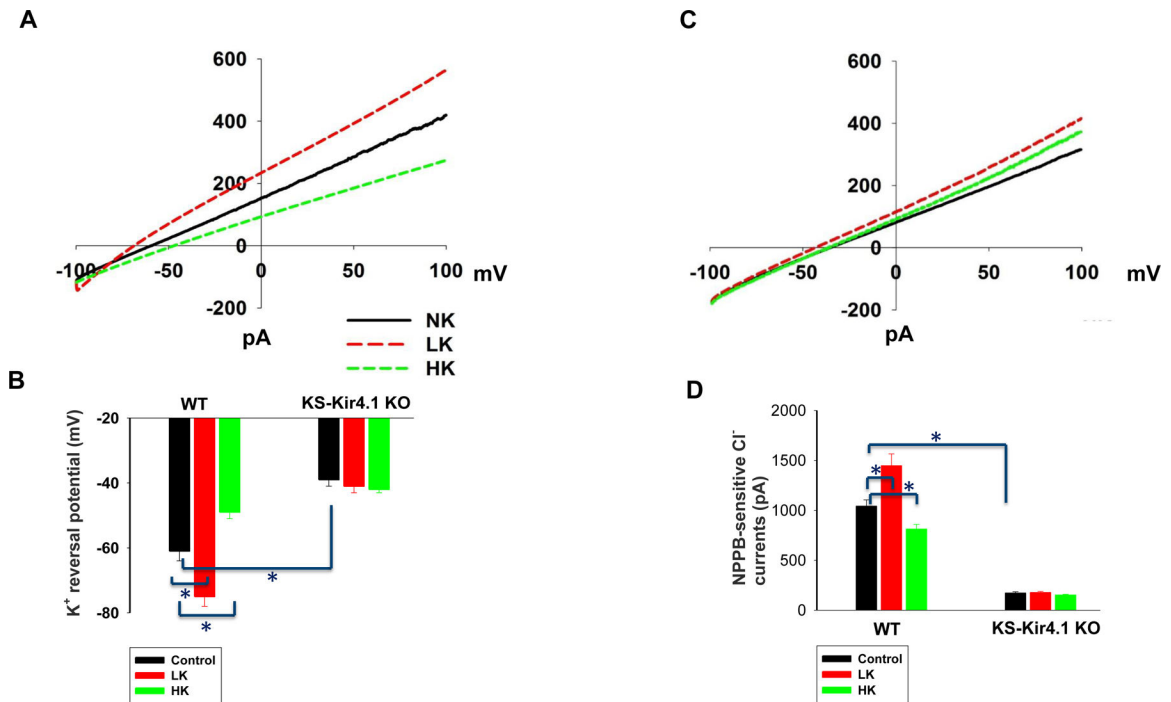 A
600
400
200
0
-200
-100
-50
0
50
100
mV
pA
NK
LK
HK
C
600
400
200
0
-200
-100
-50
0
50
100
mV
pA
B
WT
KS-Kir4.1 KO
K+ reversal potential (mV)
-20
-40
-60
-80
*
*
*
Control
LK
HK
D
NPPB-sensitive Cl-
currents (pA)
2000
1500
1000
500
0
*
*
*
WT
KS-Kir4.1 KO
Control
LK
HK